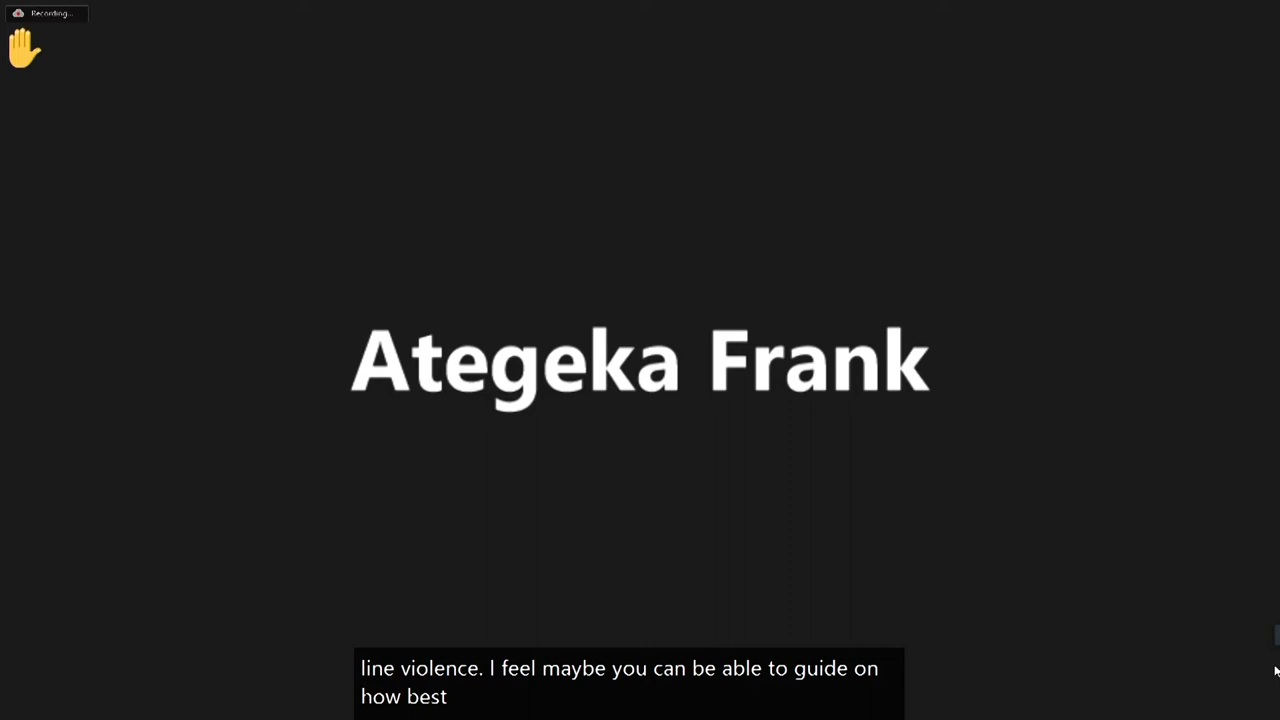 Recording...
Ategeka Frank
line violence. I feel maybe you can be able to guide on
how best